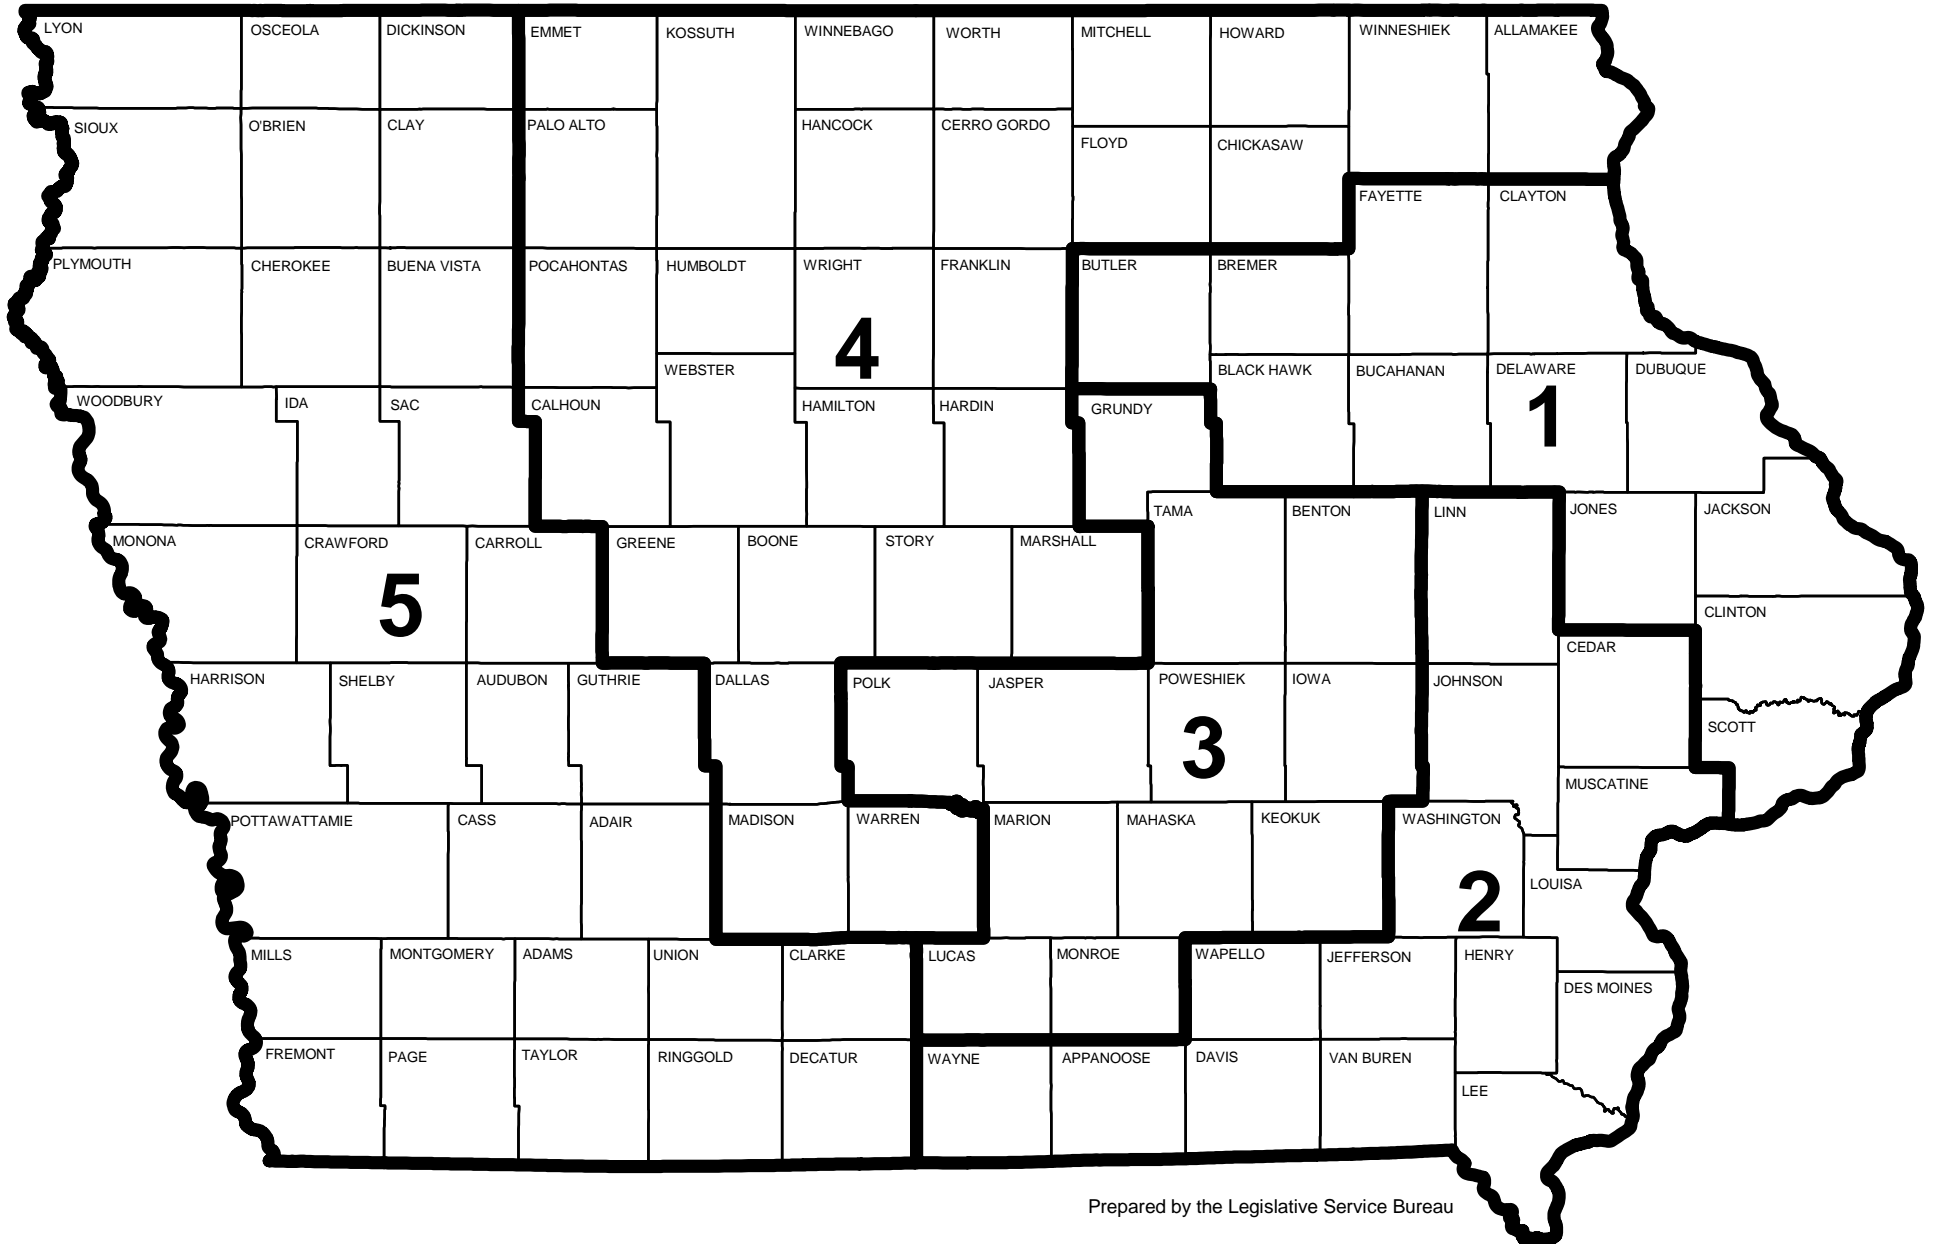 LYON
OSCEOLA
DICKINSON
EMMET
KOSSUTH
WINNEBAGO
WORTH
MITCHELL
HOWARD
WINNESHIEK
ALLAMAKEE
SIOUX
O'BRIEN
CLAY
PALO ALTO
HANCOCK
CERRO GORDO
FLOYD
CHICKASAW
FAYETTE
CLAYTON
PLYMOUTH
CHEROKEE
BUENA VISTA
POCAHONTAS
HUMBOLDT
WRIGHT
FRANKLIN
BUTLER
BREMER
4
WEBSTER
BLACK HAWK
BUCAHANAN
DELAWARE
DUBUQUE
1
WOODBURY
IDA
SAC
CALHOUN
HAMILTON
HARDIN
GRUNDY
TAMA
BENTON
LINN
JONES
JACKSON
MONONA
CRAWFORD
CARROLL
GREENE
BOONE
STORY
MARSHALL
5
CLINTON
CEDAR
HARRISON
SHELBY
AUDUBON
GUTHRIE
DALLAS
POLK
JASPER
POWESHIEK
IOWA
JOHNSON
3
SCOTT
MUSCATINE
POTTAWATTAMIE
CASS
ADAIR
MADISON
WARREN
MARION
MAHASKA
KEOKUK
WASHINGTON
2
LOUISA
MILLS
MONTGOMERY
ADAMS
UNION
CLARKE
LUCAS
MONROE
WAPELLO
JEFFERSON
HENRY
DES MOINES
FREMONT
PAGE
TAYLOR
RINGGOLD
DECATUR
WAYNE
APPANOOSE
DAVIS
VAN BUREN
LEE
Prepared by the Legislative Service Bureau